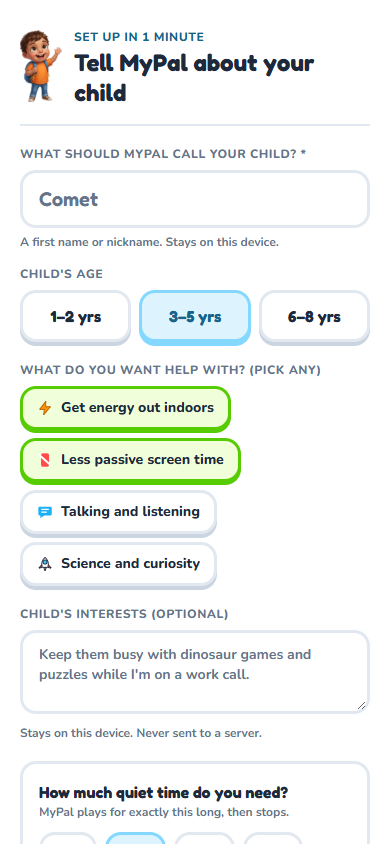 SET UP IN 1 MINUTE
Tell MyPal about your
child
WHAT SHOULD MYPAL CALL YOUR CHILD? *
Comet
A first name or nickname. Stays on this device.
CHILD'S AGE
1–2 yrs
3–5 yrs
6–8 yrs
WHAT DO YOU WANT HELP WITH? (PICK ANY)
Get energy out indoors
Less passive screen time
Talking and listening
Science and curiosity
CHILD'S INTERESTS (OPTIONAL)
Keep them busy with dinosaur games and
puzzles while I'm on a work call.
Stays on this device. Never sent to a server.
How much quiet time do you need?
MyPal plays for exactly this long, then stops.